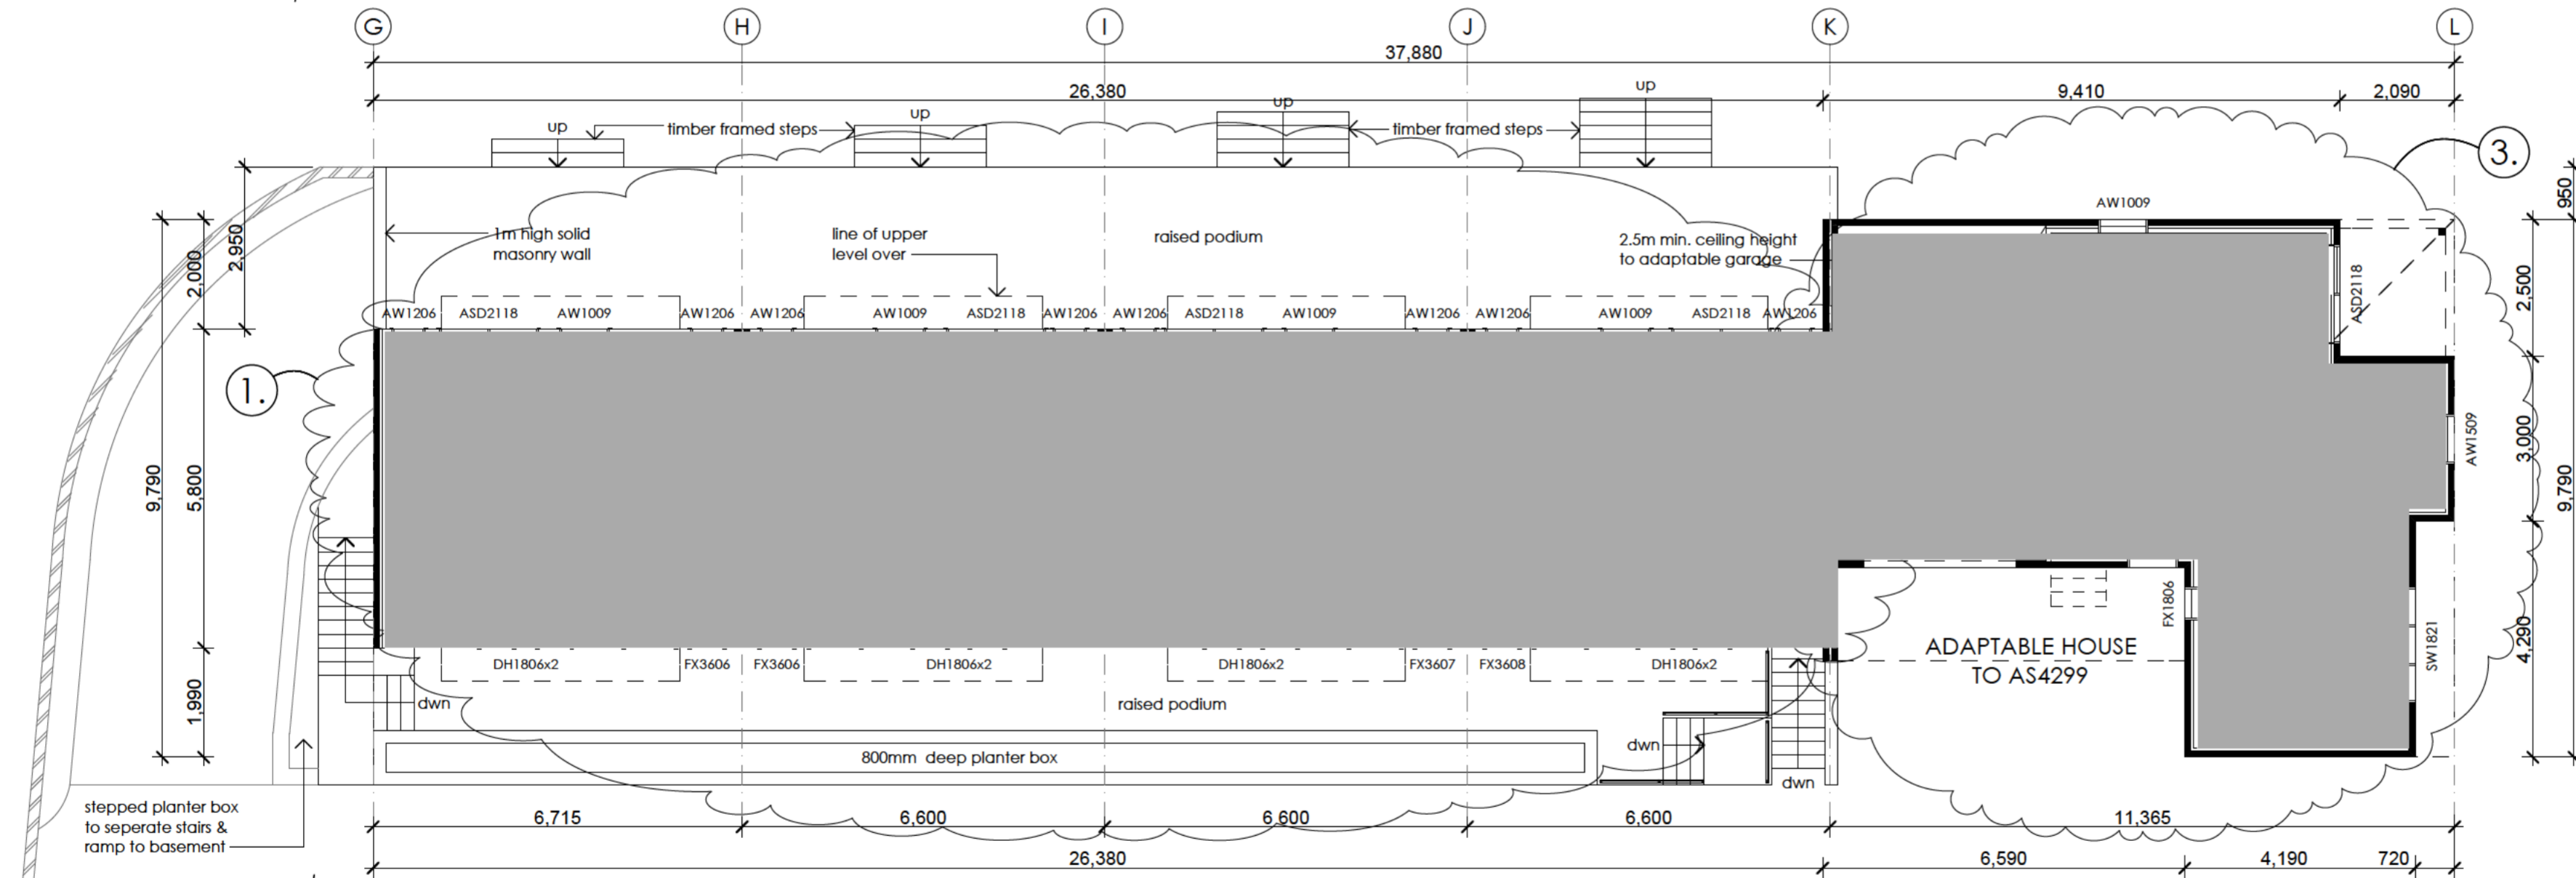 G H I J K L
37,880
26,380 9,410 2,090
up up up up
timber framed steps timber framed steps
3.
950
AW1009
2,950
2,000
1m high solid
masonry wall
line of upper
level over
raised podium
2.5m min. ceiling height
to adaptable garage
ASD2118
2,500
AW1206 ASD2118 AW1009 AW1206 AW1206 AW1009 ASD2118 AW1206 AW1206 ASD2118 AW1009 AW1206 AW1206 AW1009 ASD2118 AW1206
1.
AW1509
3,000
9,790
9,790
5,800
FX1806
ADAPTABLE HOUSE
TO AS4299
SW1821
4,290
DH1806x2 FX3606 FX3606 DH1806x2 DH1806x2 FX3607 FX3608 DH1806x2
1,990
dwn
raised podium
dwn
800mm deep planter box
dwn
stepped planter box
to seperate stairs &
ramp to basement
6,715 6,600 6,600 6,600 11,365
26,380 6,590 4,190 720